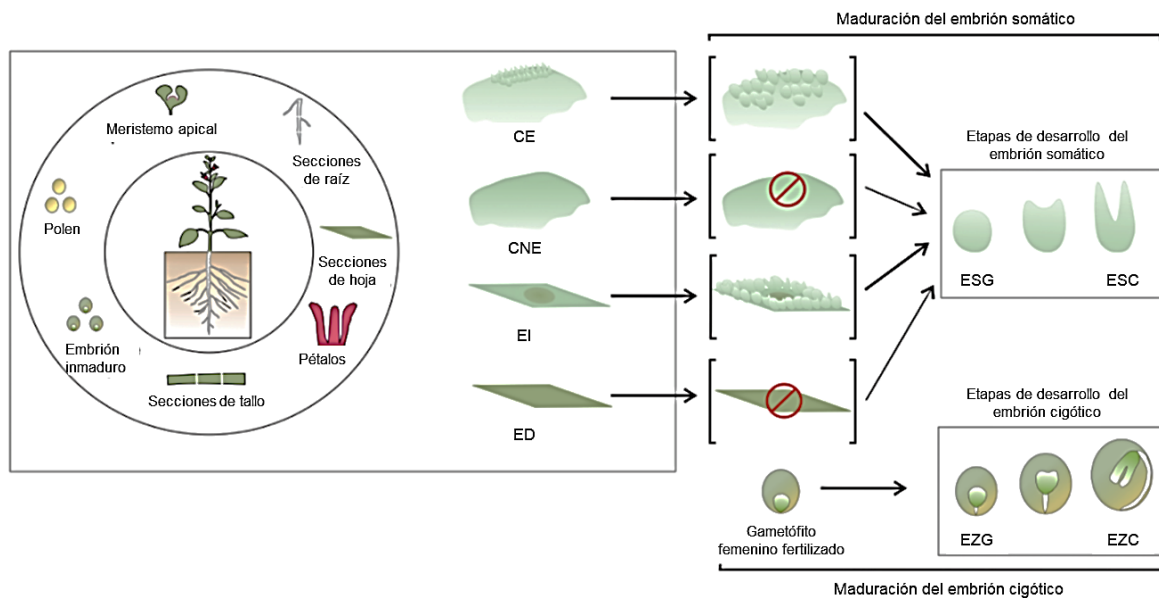 Maduración del embrión somático
Meristemo apical
Secciones
de raíz
Polen
Secciones
de hoja
Embrión
inmaduro
Pétalos
Secciones de tallo
CE
CNE
EI
ED
Etapas de desarrollo del
embrión somático
ESG
ESC
Etapas de desarrollo del
embrión cigótico
Gametófito
femenino fertilizado
EZG
EZC
Maduración del embrión cigótico